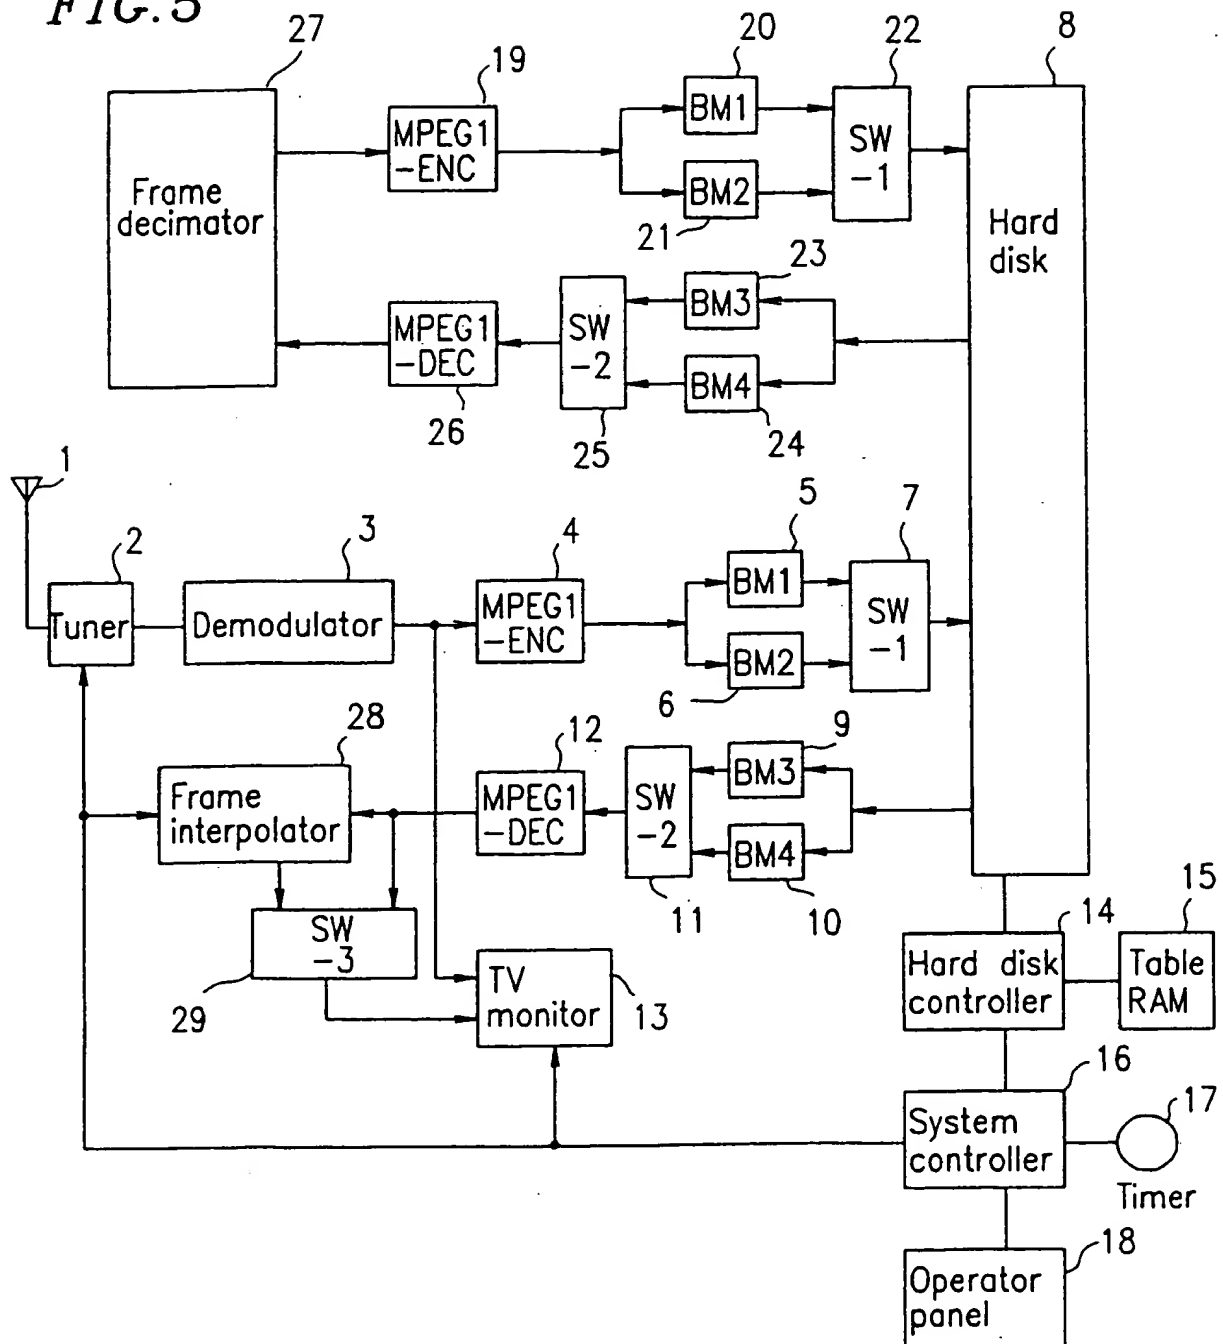 FIG. 5
27
19
20
22
8
MPEG1
-ENC
BM1
SW
-1
Frame
decimator
BM2
21
Hard
disk
23
MPEG1
-DEC
SW
-2
BM3
BM4
26
25
24
1
2
3
4
5
7
Tuner
Demodulator
MPEG1
-ENC
BM1
BM2
SW
-1
6
28
12
9
Frame
interpolator
MPEG1
-DEC
SW
-2
BM3
BM4
11
10
14
15
SW
-3
29
TV
monitor
13
Hard disk
controller
Table
RAM
16
17
System
controller
Timer
18
Operator
panel